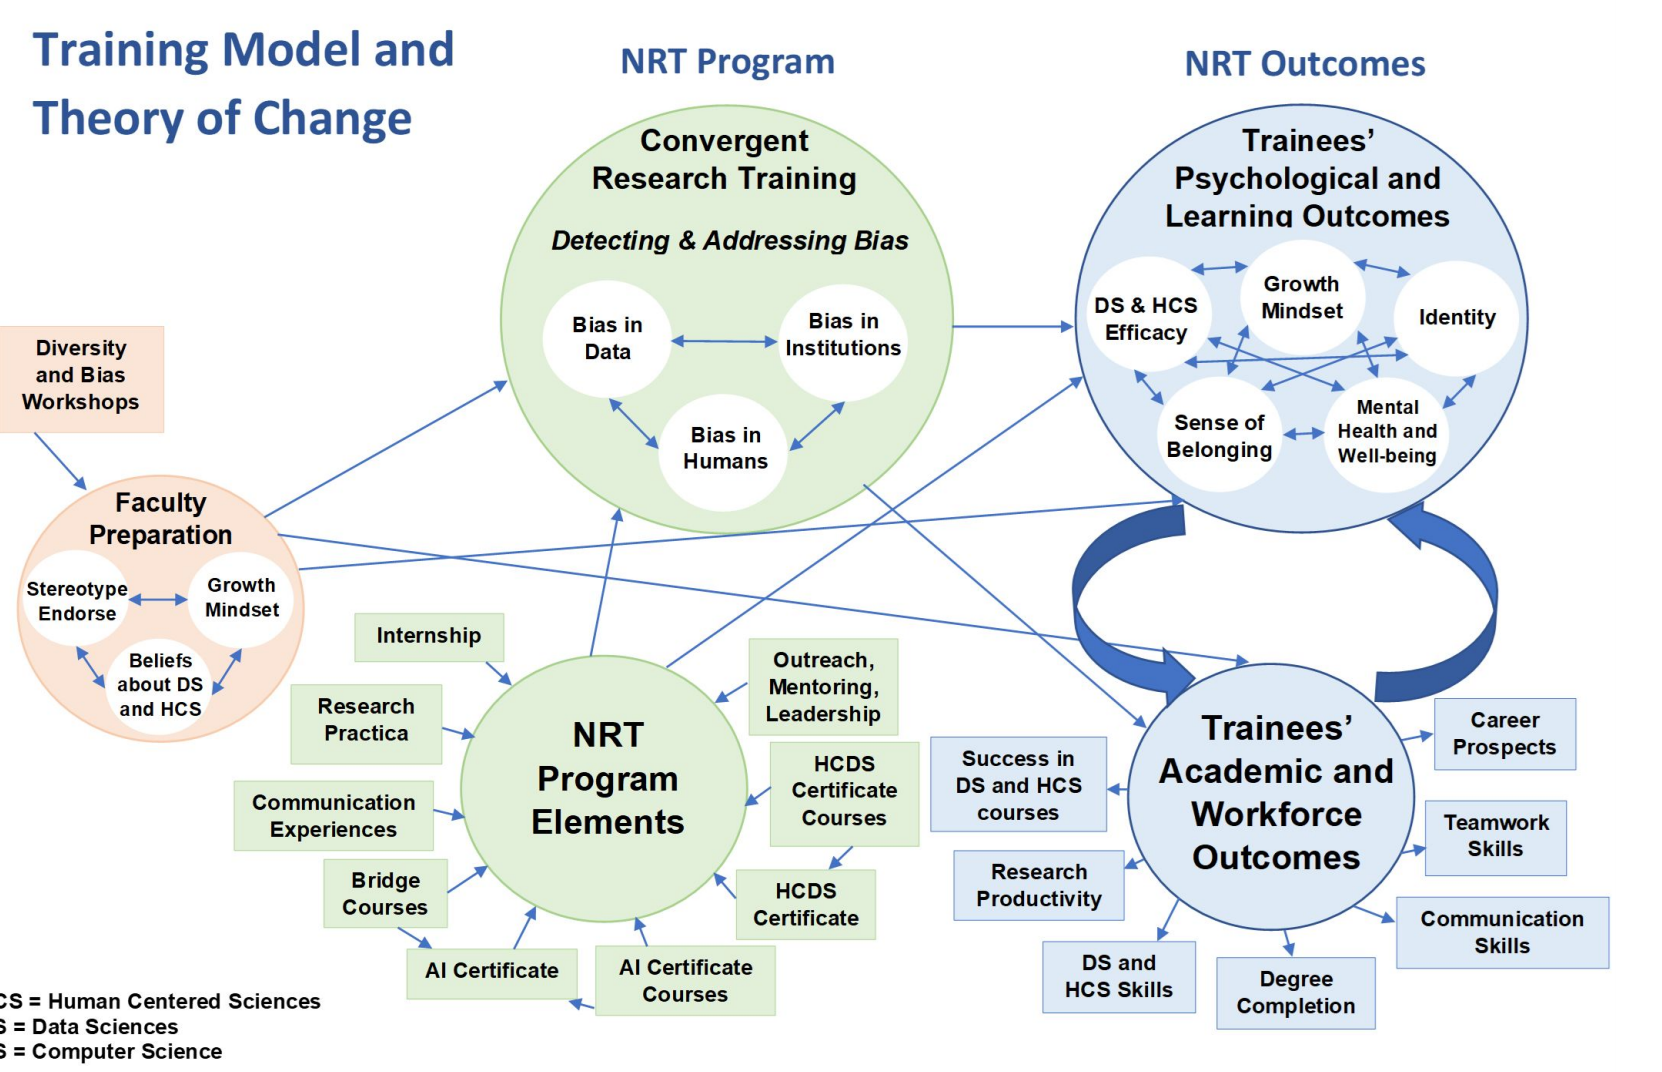 Training Model and
Theory of Change
NRT Program
NRT Outcomes
Convergent
Research Training
Detecting & Addressing Bias
Bias in
Data
Bias in
Institutions
Bias in
Humans
Trainees’
Psychological and
Learning Outcomes
DS & HCS
Efficacy
Growth
Mindset
Identity
Sense of
Belonging
Mental
Health and
Well-being
Diversity
and Bias
Workshops
Faculty
Preparation
Stereotype
Endorse
Growth
Mindset
Beliefs
about DS
and HCS
Internship
Research
Practica
Communication
Experiences
Bridge
Courses
AI Certificate
AI Certificate
Courses
NRT
Program
Elements
Outreach,
Mentoring,
Leadership
HCDS
Certificate
Courses
HCDS
Certificate
Trainees’
Academic and
Workforce
Outcomes
Success in
DS and HCS
courses
Research
Productivity
DS and
HCS Skills
Degree
Completion
Communication
Skills
Teamwork
Skills
Career
Prospects
CS = Human Centered Sciences
S = Data Sciences
S = Computer Science